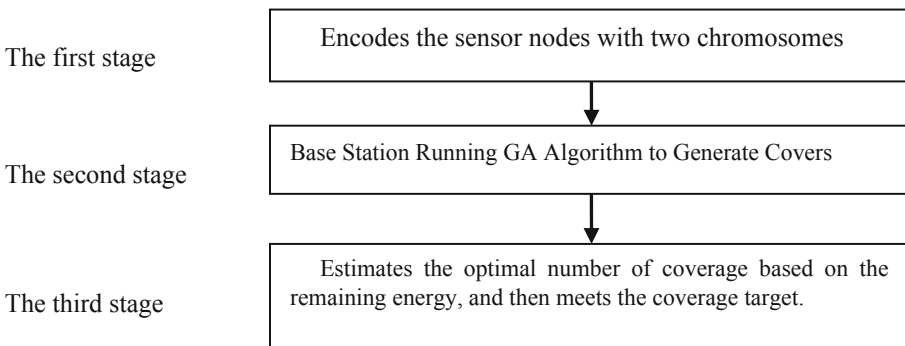 The first stage
Encodes the sensor nodes with two chromosomes
The second stage
Base Station Running GA Algorithm to Generate Covers
The third stage
Estimates the optimal number of coverage based on the
remaining energy, and then meets the coverage target.